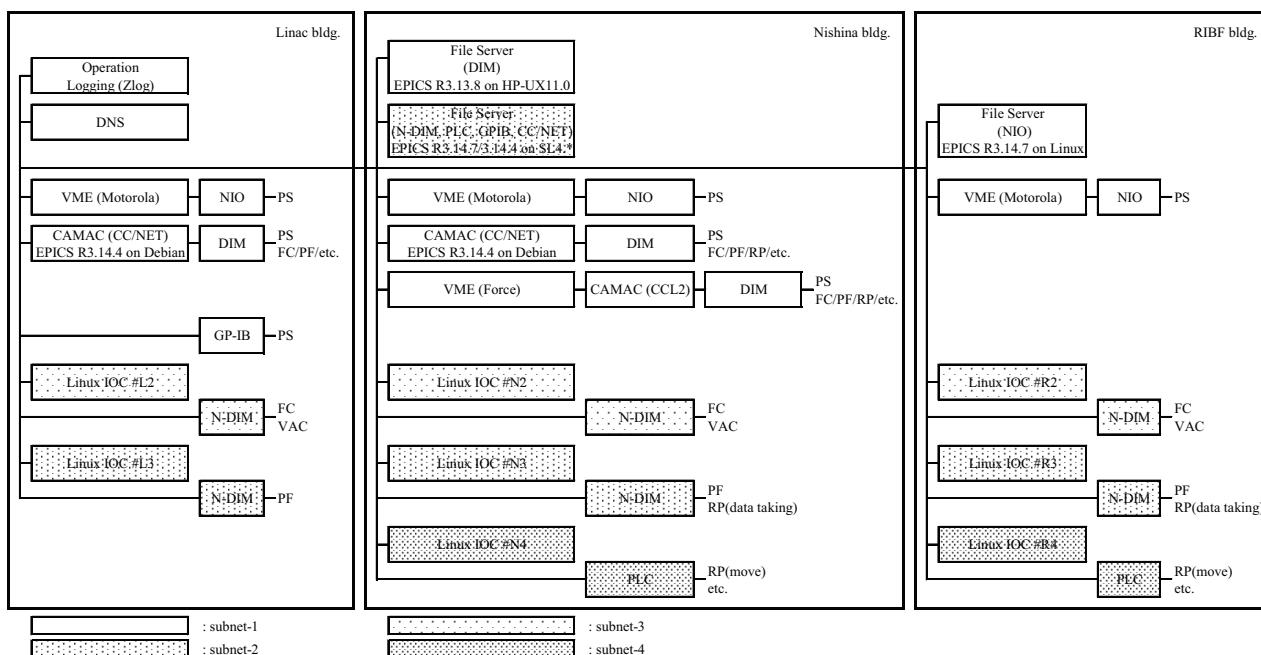 Linac bldg.
Operation
Logging (Zlog)
DNS
VME (Motorola)
NIO
PS
CAMAC (CC/NET)
EPICS R3.14.4 on Debian
DIM
PS
FC/PF/etc.
GP-IB
PS
Linux IOC #L2
N-DIM
FC
VAC
Linux IOC #L3
N-DIM
PF
Nishina bldg.
File Server
(DIM)
EPICS R3.13.8 on HP-UX11.0
File Server
(N-DIM, PLC, GPIB, CC/NET)
EPICS R3.14.7/3.14.4 on SL4.*
VME (Motorola)
NIO
PS
CAMAC (CC/NET)
EPICS R3.14.4 on Debian
DIM
PS
FC/PF/RP/etc.
VME (Force)
CAMAC (CCL2)
DIM
PS
FC/PF/RP/etc.
Linux IOC #N2
N-DIM
FC
VAC
Linux IOC #N3
N-DIM
PF
RP(data taking)
Linux IOC #N4
PLC
RP(move)
etc.
RIBF bldg.
File Server
(NIO)
EPICS R3.14.7 on Linux
VME (Motorola)
NIO
PS
Linux IOC #R2
N-DIM
FC
VAC
Linux IOC #R3
N-DIM
PF
RP(data taking)
Linux IOC #R4
PLC
RP(move)
etc.
: subnet-1
: subnet-2
: subnet-3
: subnet-4